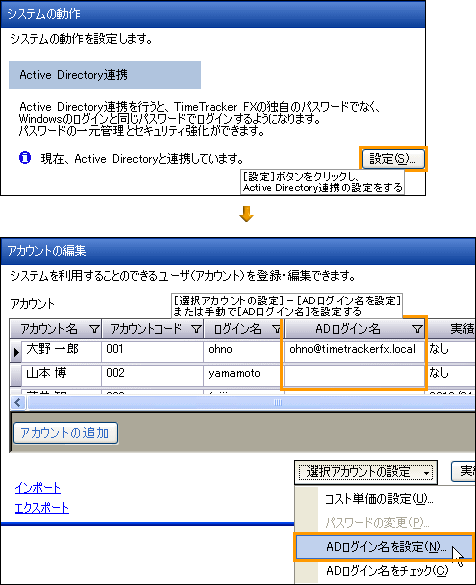 システムの動作
システムの動作を設定します。
Active Directory連携
Active Directory連携を行うと、TimeTracker FXの独自のパスワードでなく、
Windowsのログインと同じパスワードでログインするようになります。
パスワードの一元管理とセキュリティ強化ができます。
現在、Active Directoryと連携しています。
設定(S)...
[設定]ボタンをクリックし、
Active Directory連携の設定をする
アカウントの編集
システムを利用することのできるユーザ(アカウント)を登録・編集できます。
アカウント
[選択アカウントの設定]－[ADログイン名を設定]
または手動で[ADログイン名]を設定する
アカウント名 アカウントコード ログイン名 ADログイン名 実績
大野 一郎 001 ohno ohno@timetrackerfx.local なし
山本 博 002 yamamoto なし
アカウントの追加
選択アカウントの設定 実績
インポート
エクスポート
コスト単価の設定(U)...
パスワードの変更(P)...
ADログイン名を設定(N)...
ADログイン名をチェック(C)